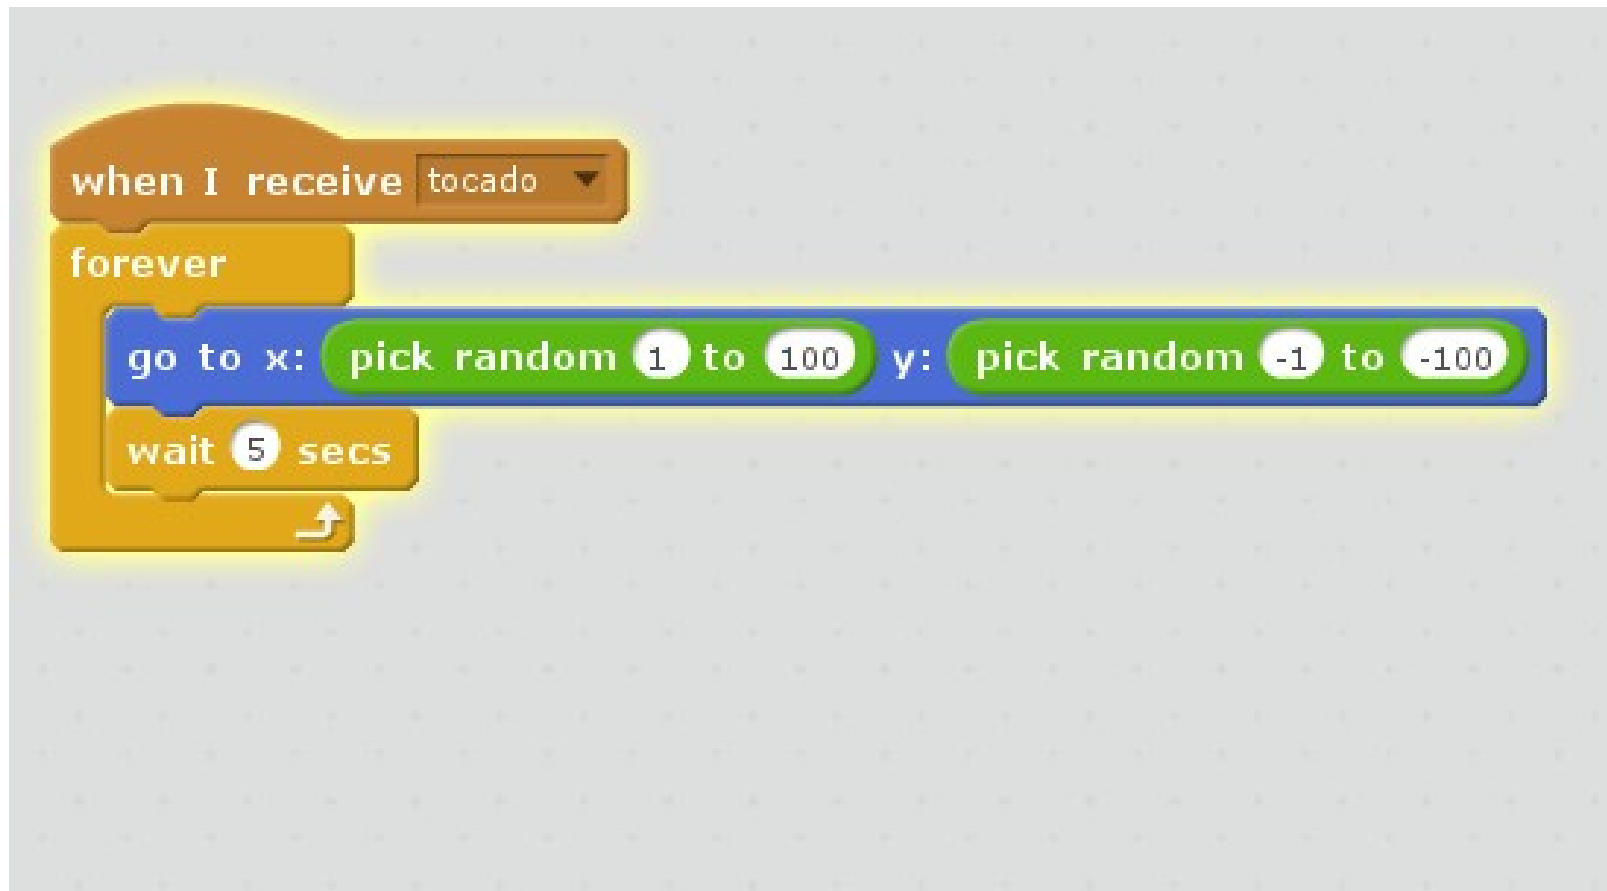 when I receive tocado
forever
go to x: pick random 1 to 100 y: pick random -1 to -100
wait 5 secs